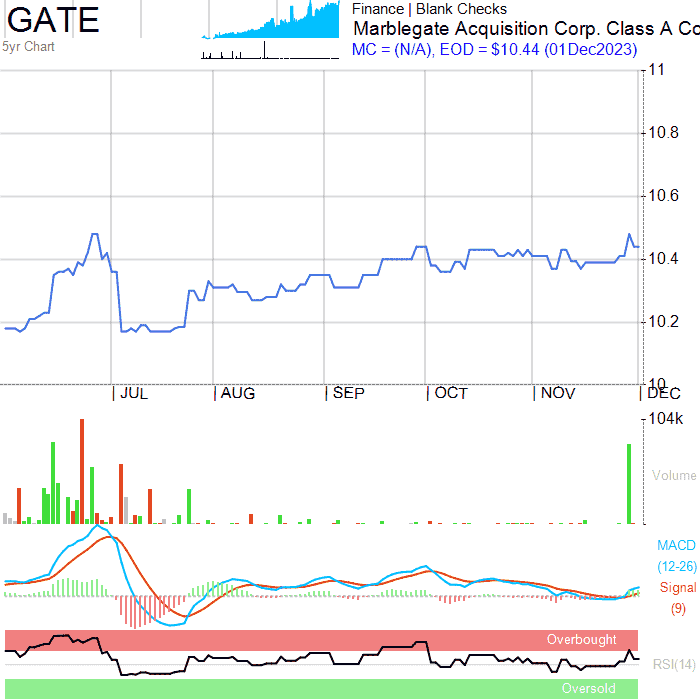 GATE
5yr Chart
Finance | Blank Checks
Marblegate Acquisition Corp. Class A Co
MC = (N/A), EOD = $10.44 (01Dec2023)
11
10.8
10.6
10.4
10.2
10
| JUL | AUG | SEP | OCT | NOV | DEC
104k
Volume
MACD
(12-26)
Signal
(9)
Overbought
RSI(14)
Oversold